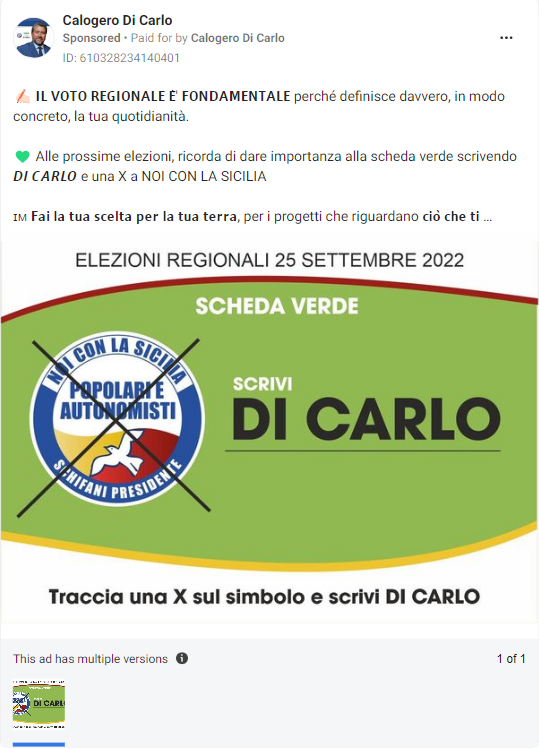 Calogero Di Carlo
Sponsored • Paid for by Calogero Di Carlo
ID: 610328234140401
✍🏻 IL VOTO REGIONALE E' FONDAMENTALE perché definisce davvero, in modo
concreto, la tua quotidianità.
💚 Alle prossime elezioni, ricorda di dare importanza alla scheda verde scrivendo
DI CARLO e una X a NOI CON LA SICILIA
IM Fai la tua scelta per la tua terra, per i progetti che riguardano ciò che ti ...
ELEZIONI REGIONALI 25 SETTEMBRE 2022
SCHEDA VERDE
NOI CON LA SICILIA
POPOLARI E
AUTONOMISTI
SCHIFANI PRESIDENTE
SCRIVI
DI CARLO
Traccia una X sul simbolo e scrivi DI CARLO
This ad has multiple versions
1 of 1
DI CARLO